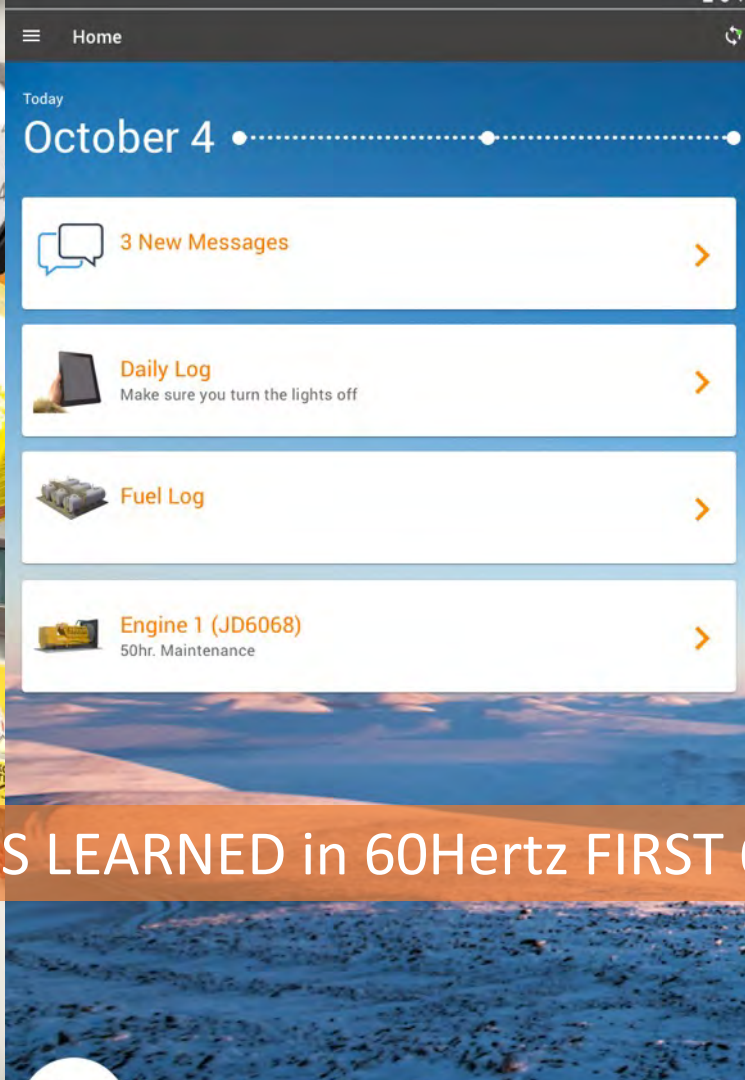 Home
Today
October 4
3 New Messages
Daily Log
Make sure you turn the lights off
Fuel Log
Engine 1 (JD6068)
50hr. Maintenance
S LEARNED in 60Hertz FIRST